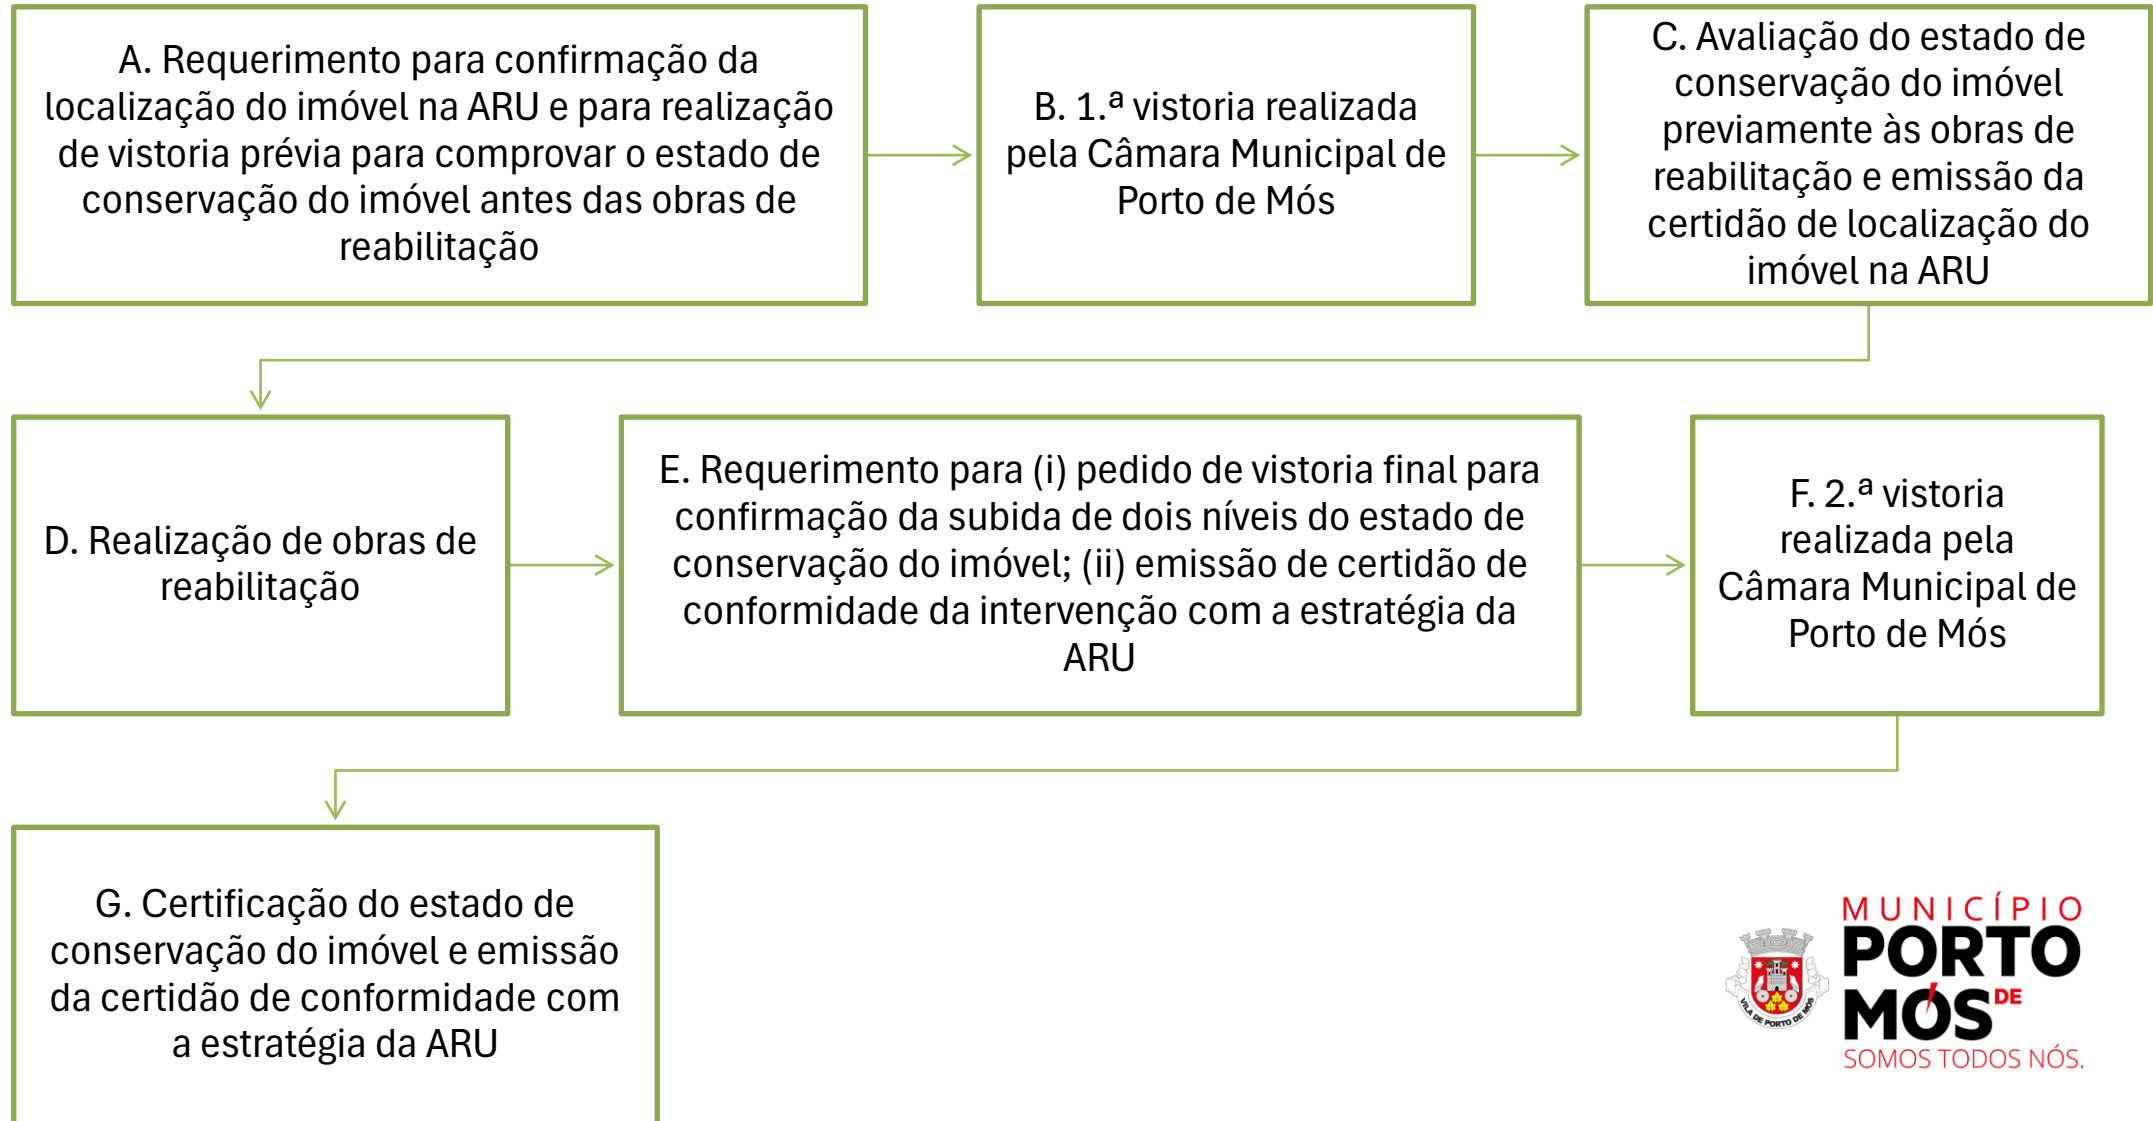 A. Requerimento para confirmação da
localização do imóvel na ARU e para realização
de vistoria prévia para comprovar o estado de
conservação do imóvel antes das obras de
reabilitação
B. 1.ª vistoria realizada
pela Câmara Municipal de
Porto de Mós
C. Avaliação do estado de
conservação do imóvel
previamente às obras de
reabilitação e emissão da
certidão de localização do
imóvel na ARU
D. Realização de obras de
reabilitação
E. Requerimento para (i) pedido de vistoria final para
confirmação da subida de dois níveis do estado de
conservação do imóvel; (ii) emissão de certidão de
conformidade da intervenção com a estratégia da
ARU
F. 2.ª vistoria
realizada pela
Câmara Municipal de
Porto de Mós
G. Certificação do estado de
conservação do imóvel e emissão
da certidão de conformidade com
a estratégia da ARU
VILA DE PORTO DE MÓS
MUNICÍPIO
PORTO
DE
MÓS
SOMOS TODOS NÓS.